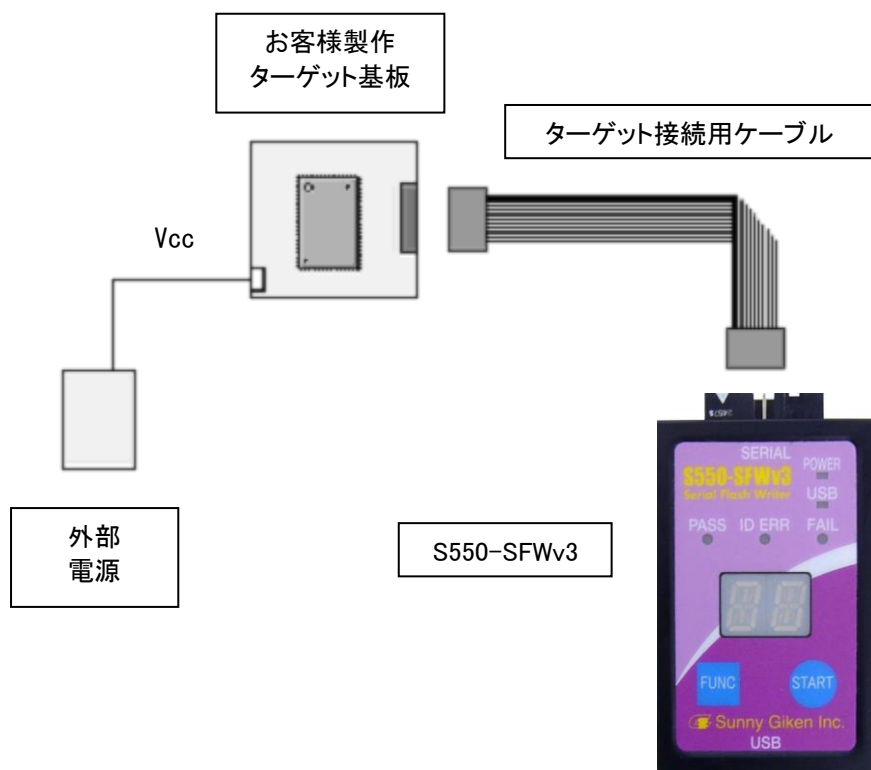 お客様製作
ターゲット基板
ターゲット接続用ケーブル
Vcc
外部
電源
S550-SFWv3
SERIAL
POWER
S550-SFWv3
Serial Flash Writer
USB
PASS ID ERR FAIL
FUNC START
Sunny Giken Inc.
USB